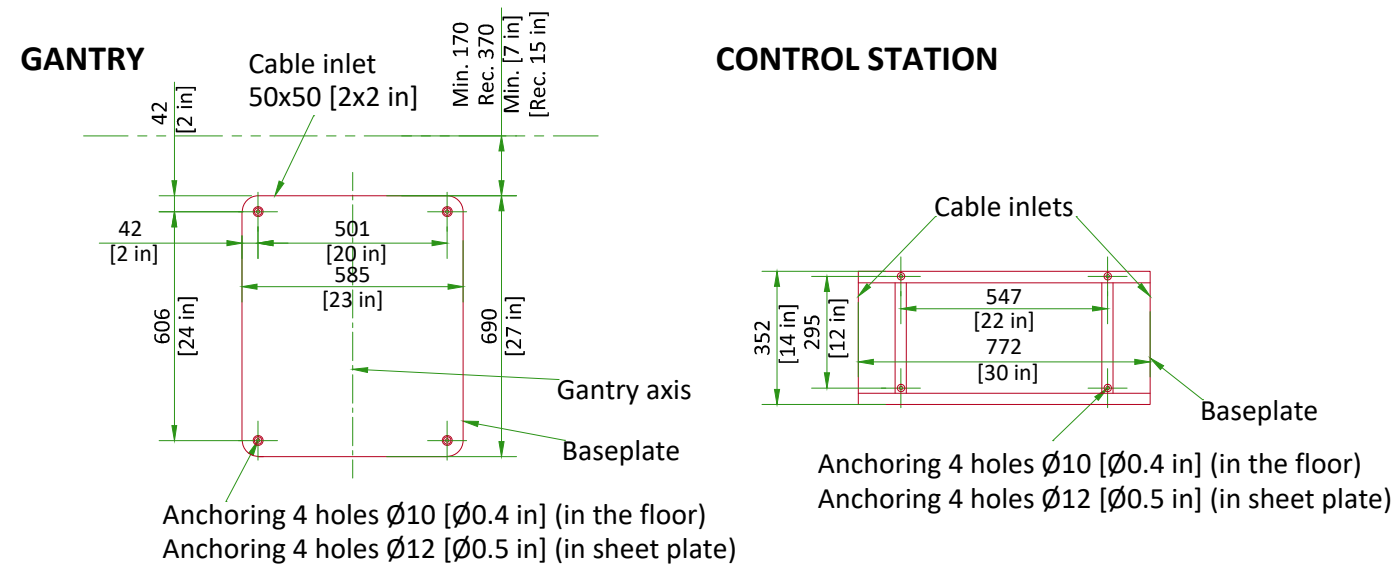 GANTRY
Cable inlet
50x50 [2x2 in]
42
[2 in]
Min. 170
Rec. 370
Min. [7 in]
[Rec. 15 in]
42
[2 in]
501
[20 in]
585
[23 in]
606
[24 in]
690
[27 in]
Gantry axis
Baseplate
Anchoring 4 holes Ø10 [Ø0.4 in] (in the floor)
Anchoring 4 holes Ø12 [Ø0.5 in] (in sheet plate)
CONTROL STATION
Cable inlets
352
[14 in]
295
[12 in]
547
[22 in]
772
[30 in]
Baseplate
Anchoring 4 holes Ø10 [Ø0.4 in] (in the floor)
Anchoring 4 holes Ø12 [Ø0.5 in] (in sheet plate)